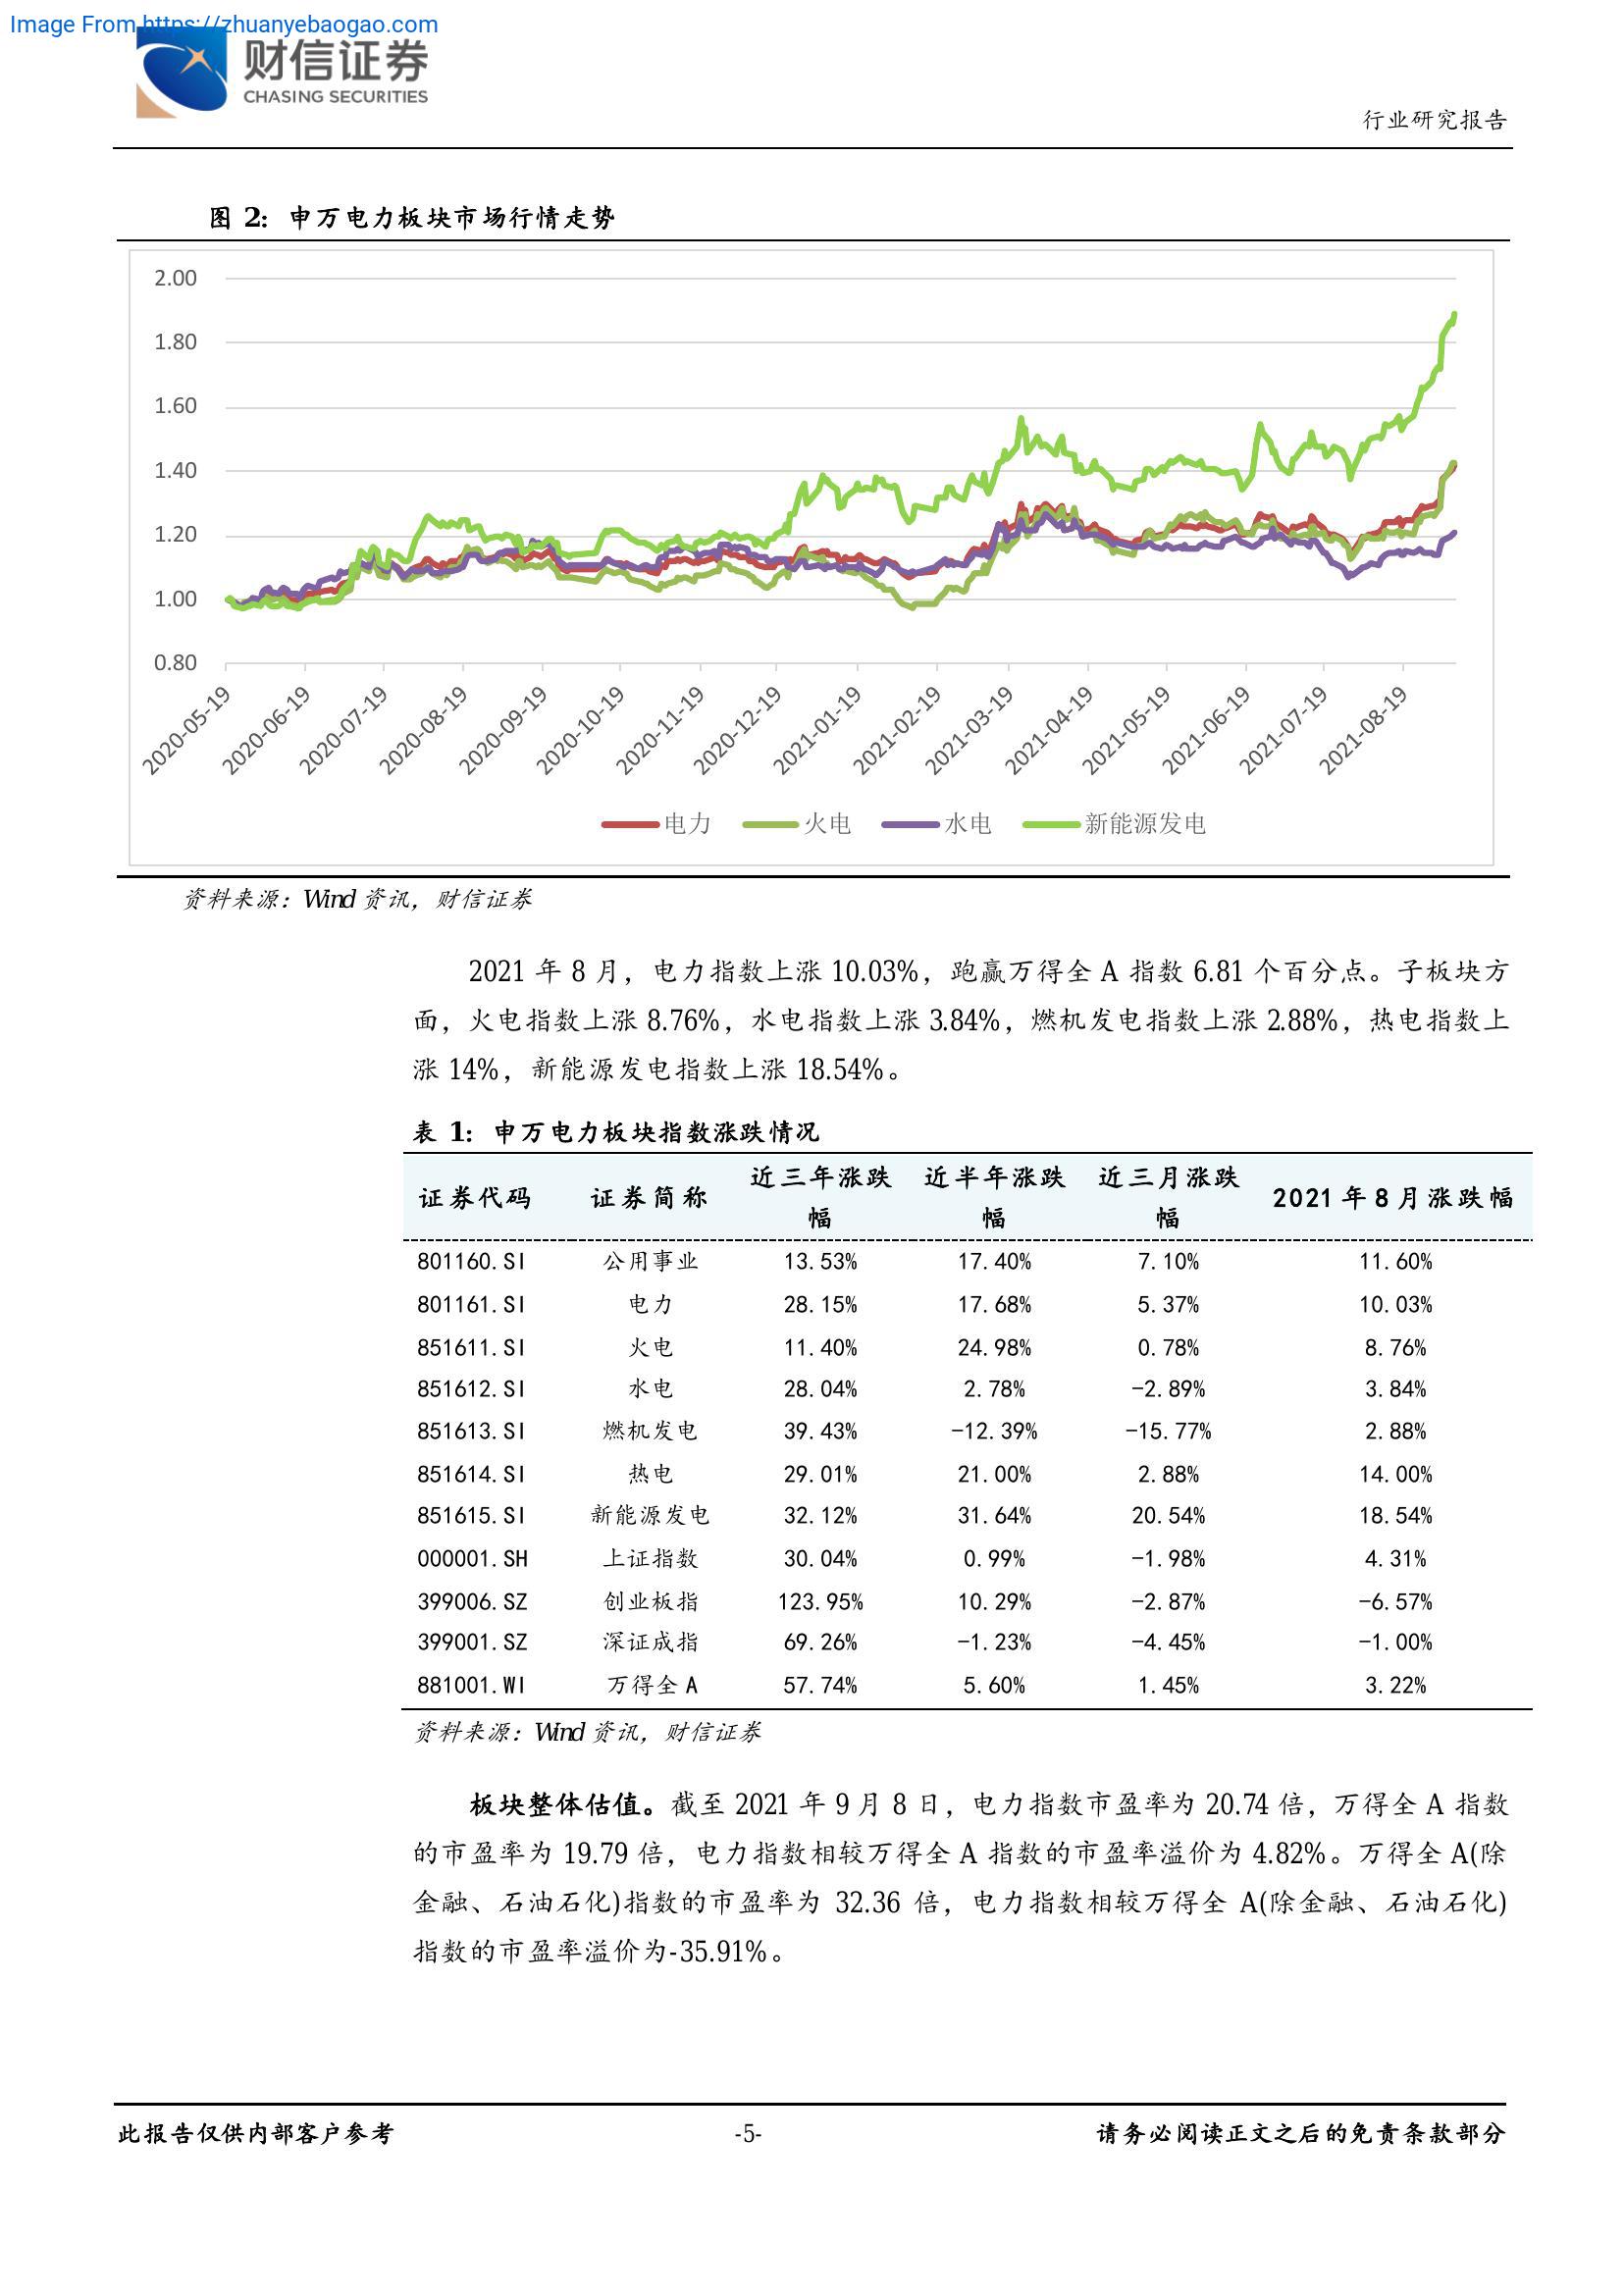 Image From https://zhuanyebaogao.com
财信证券
CHASING SECURITIES
行业研究报告
图 2：申万电力板块市场行情走势
2.00
1.80
1.60
1.40
1.20
1.00
0.80
2020-05-19
2020-06-19
2020-07-19
2020-08-19
2020-09-19
2020-10-19
2020-11-19
2020-12-19
2021-01-19
2021-02-19
2021-03-19
2021-04-19
2021-05-19
2021-06-19
2021-07-19
2021-08-19
电力 火电 水电 新能源发电
资料来源：Wind 资讯，财信证券
2021 年 8 月，电力指数上涨 10.03%，跑赢万得全 A 指数 6.81 个百分点。子板块方
面，火电指数上涨 8.76%，水电指数上涨 3.84%，燃机发电指数上涨 2.88%，热电指数上
涨 14%，新能源发电指数上涨 18.54%。
表 1：申万电力板块指数涨跌情况
证券代码 证券简称 近三年涨跌幅 近半年涨跌幅 近三月涨跌幅 2021 年 8 月涨跌幅
801160.SI 公用事业 13.53% 17.40% 7.10% 11.60%
801161.SI 电力 28.15% 17.68% 5.37% 10.03%
851611.SI 火电 11.40% 24.98% 0.78% 8.76%
851612.SI 水电 28.04% 2.78% -2.89% 3.84%
851613.SI 燃机发电 39.43% -12.39% -15.77% 2.88%
851614.SI 热电 29.01% 21.00% 2.88% 14.00%
851615.SI 新能源发电 32.12% 31.64% 20.54% 18.54%
000001.SH 上证指数 30.04% 0.99% -1.98% 4.31%
399006.SZ 创业板指 123.95% 10.29% -2.87% -6.57%
399001.SZ 深证成指 69.26% -1.23% -4.45% -1.00%
881001.WI 万得全 A 57.74% 5.60% 1.45% 3.22%
资料来源：Wind 资讯，财信证券
板块整体估值。截至 2021 年 9 月 8 日，电力指数市盈率为 20.74 倍，万得全 A 指数
的市盈率为 19.79 倍，电力指数相较万得全 A 指数的市盈率溢价为 4.82%。万得全 A(除
金融、石油石化)指数的市盈率为 32.36 倍，电力指数相较万得全 A(除金融、石油石化)
指数的市盈率溢价为-35.91%。
此报告仅供内部客户参考 -5- 请务必阅读正文之后的免责条款部分